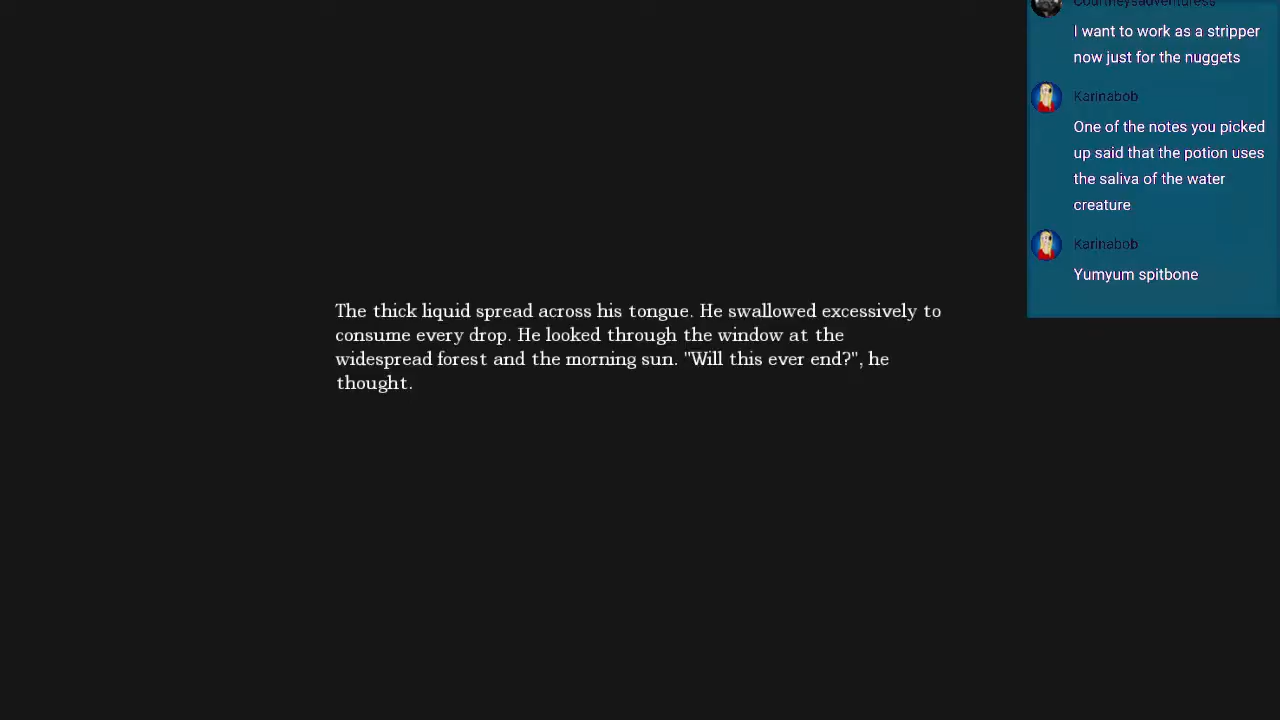 Courtneysadventuress
I want to work as a stripper
now just for the nuggets
Karinabob
One of the notes you picked
up said that the potion uses
the saliva of the water
creature
Karinabob
Yumyum spitbone
The thick liquid spread across his tongue. He swallowed excessively to
consume every drop. He looked through the window at the
widespread forest and the morning sun. "Will this ever end?", he
thought.